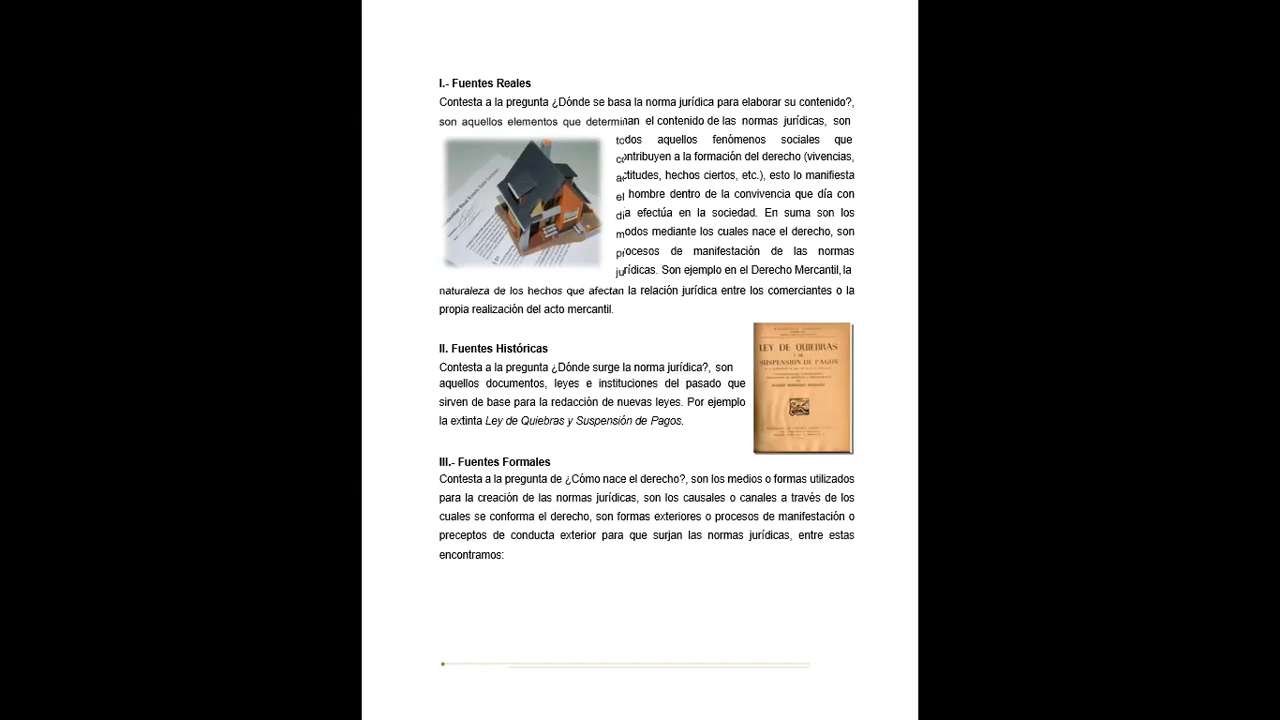 I.- Fuentes Reales
Contesta a la pregunta ¿Dónde se basa la norma jurídica para elaborar su contenido?,
son aquellos elementos que determinan el contenido de las normas jurídicas, son
todos aquellos fenómenos sociales que
contribuyen a la formación del derecho (vivencias,
actitudes, hechos ciertos, etc.), esto lo manifiesta
el hombre dentro de la convivencia que día con
día efectúa en la sociedad. En suma son los
modos mediante los cuales nace el derecho, son
procesos de manifestación de las normas
jurídicas. Son ejemplo en el Derecho Mercantil, la
naturaleza de los hechos que afectan la relación jurídica entre los comerciantes o la
propia realización del acto mercantil.
II. Fuentes Históricas
Contesta a la pregunta ¿Dónde surge la norma jurídica?, son
aquellos documentos, leyes e instituciones del pasado que
sirven de base para la redacción de nuevas leyes. Por ejemplo
la extinta Ley de Quiebras y Suspensión de Pagos.
LEY DE QUIEBRAS
Y DE
SUSPENSION DE PAGOS
III.- Fuentes Formales
Contesta a la pregunta de ¿Cómo nace el derecho?, son los medios o formas utilizados
para la creación de las normas jurídicas, son los causales o canales a través de los
cuales se conforma el derecho, son formas exteriores o procesos de manifestación o
preceptos de conducta exterior para que surjan las normas jurídicas, entre estas
encontramos: